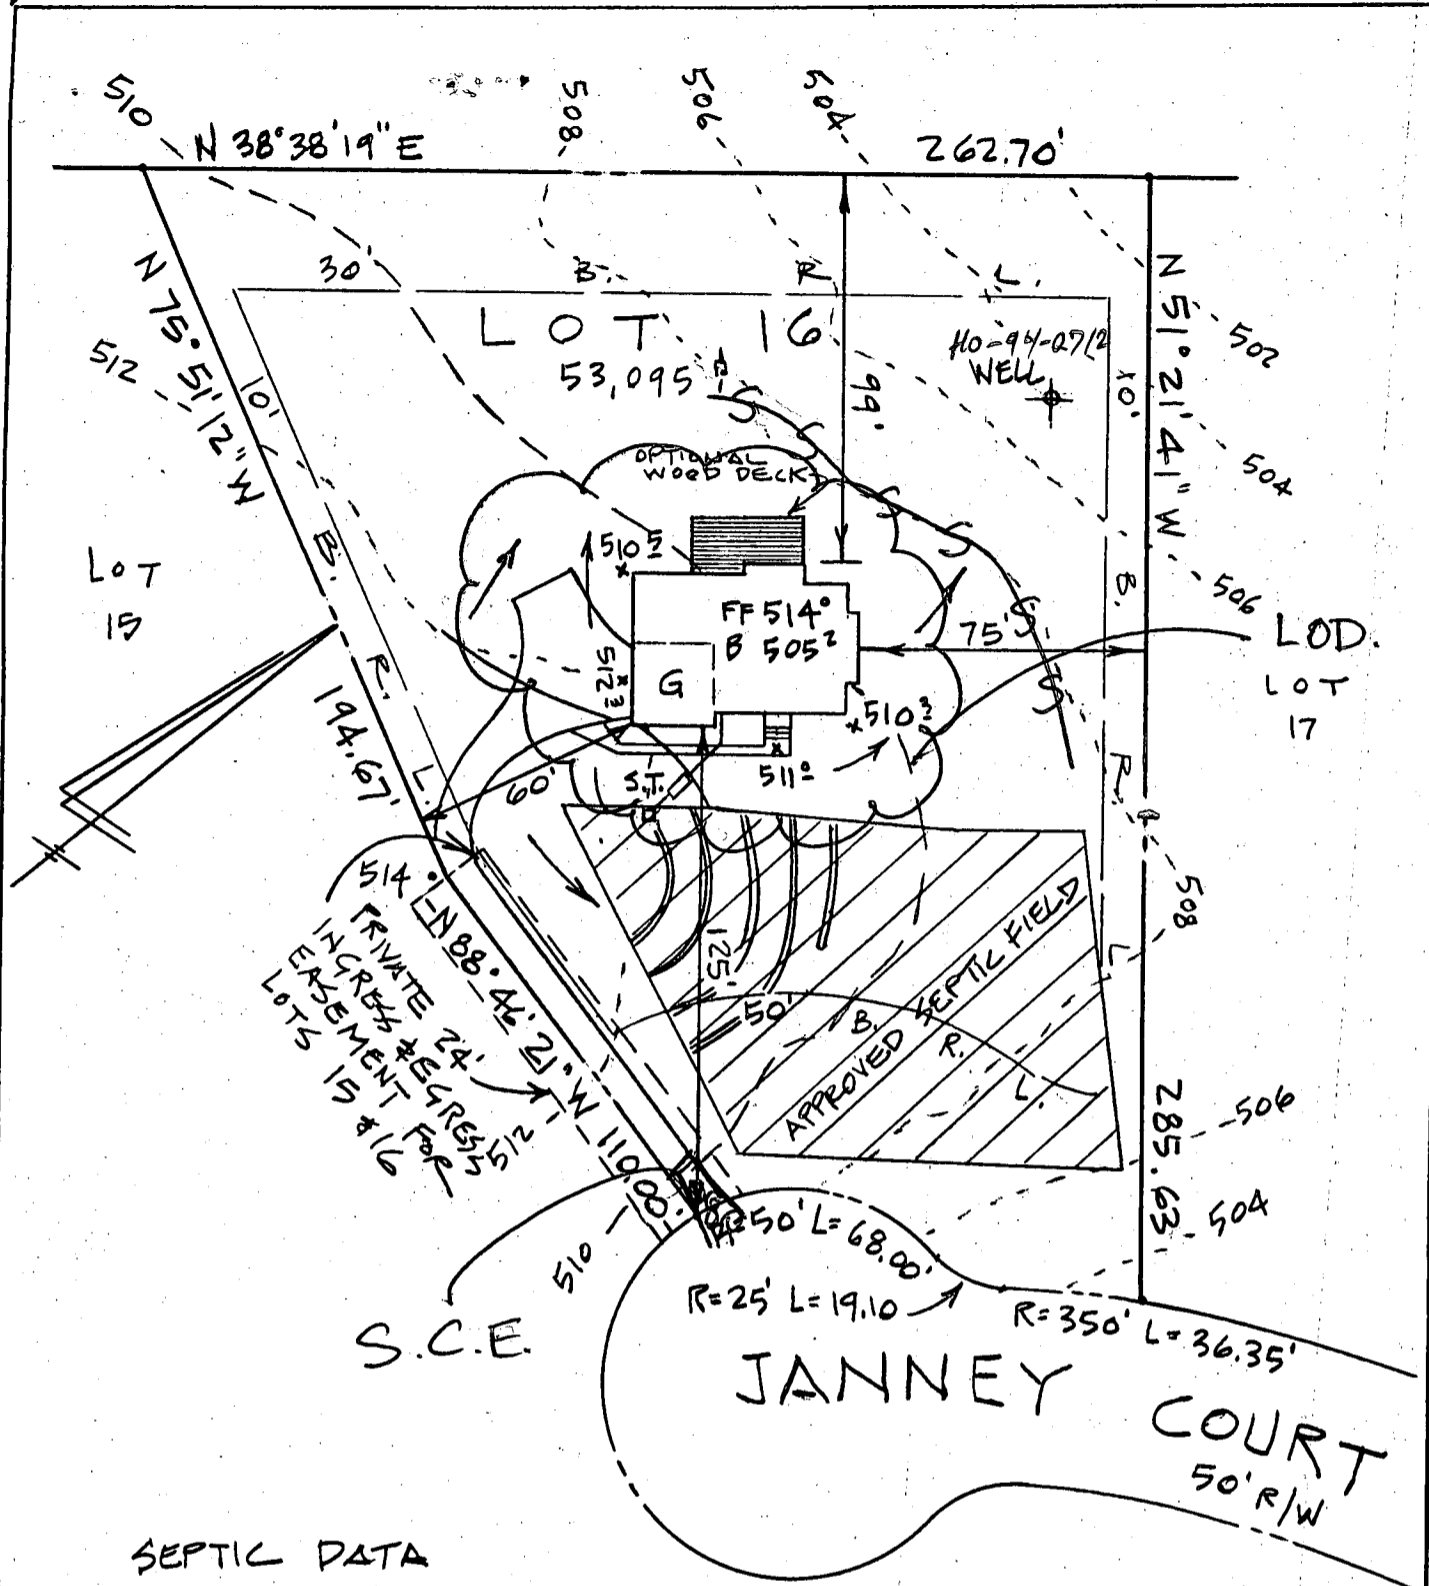 510
N 38°38'19" E
508
506
504
262.70'
30'
B.
R
L.
LOT 16
53,095
HO-94-0712
WELL
N 51°21'41" W
502
504
506
10'
B.
R.
L
N 75°51'12" W
512
10'
B.
R.
L.
194.67'
LOT
15
99'
OPTIONAL
WOOD DECK
S S S S S S
510 5
FF 514 0
B 505 2
75'
G
512 3
510 3
511 0
LOD.
LOT
17
S.T.
60'
514
N 88°46'21" W 110.00'
PRIVATE 24'
INGRESS & EGRESS
EASEMENT FOR
LOTS 15 & 16
125'
50'
B.
R.
L.
APPROVED SEPTIC FIELD
508
506
504
285.63
512
510
R=50' L=68.00'
R=25' L=19.10
R=350' L=36.35'
S.C.E.
JANNEY COURT
50' R/W
SEPTIC DATA